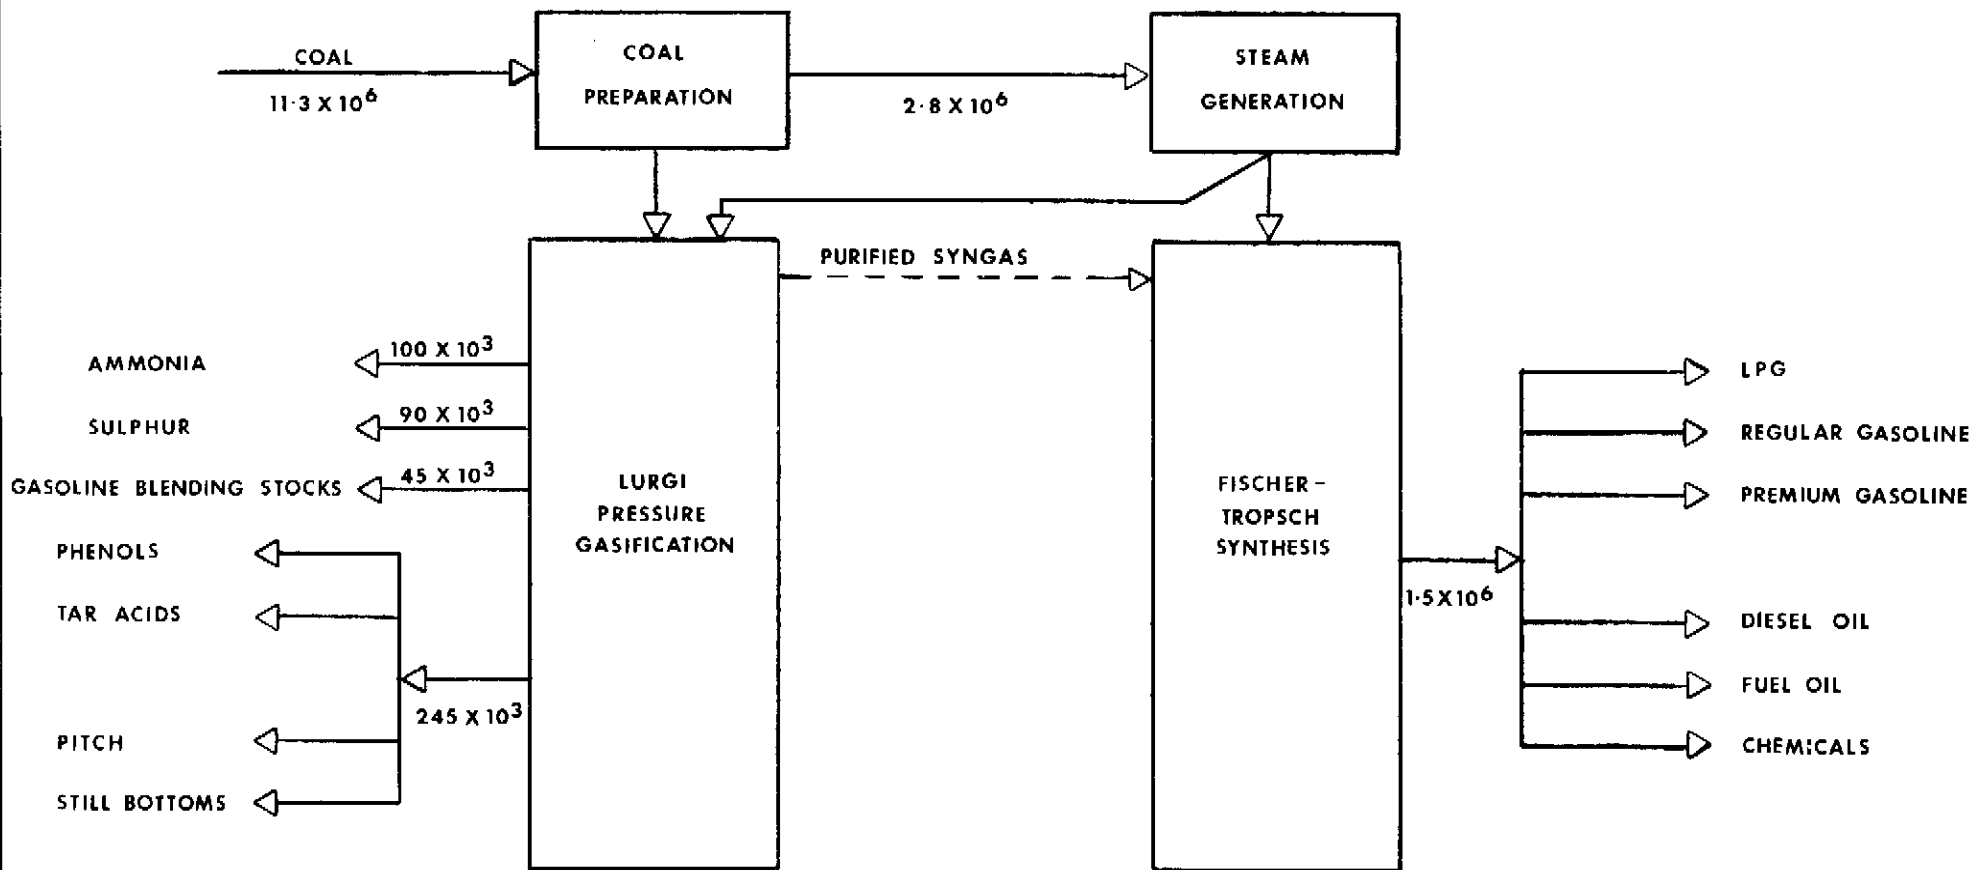 COAL
11·3 X 10⁶
COAL
PREPARATION
2·8 X 10⁶
STEAM
GENERATION
PURIFIED SYNGAS
AMMONIA
100 X 10³
SULPHUR
90 X 10³
GASOLINE BLENDING STOCKS
45 X 10³
PHENOLS
TAR ACIDS
245 X 10³
PITCH
STILL BOTTOMS
LURGI
PRESSURE
GASIFICATION
FISCHER-
TROPSCH
SYNTHESIS
1·5X10⁶
LPG
REGULAR GASOLINE
PREMIUM GASOLINE
DIESEL OIL
FUEL OIL
CHEMICALS